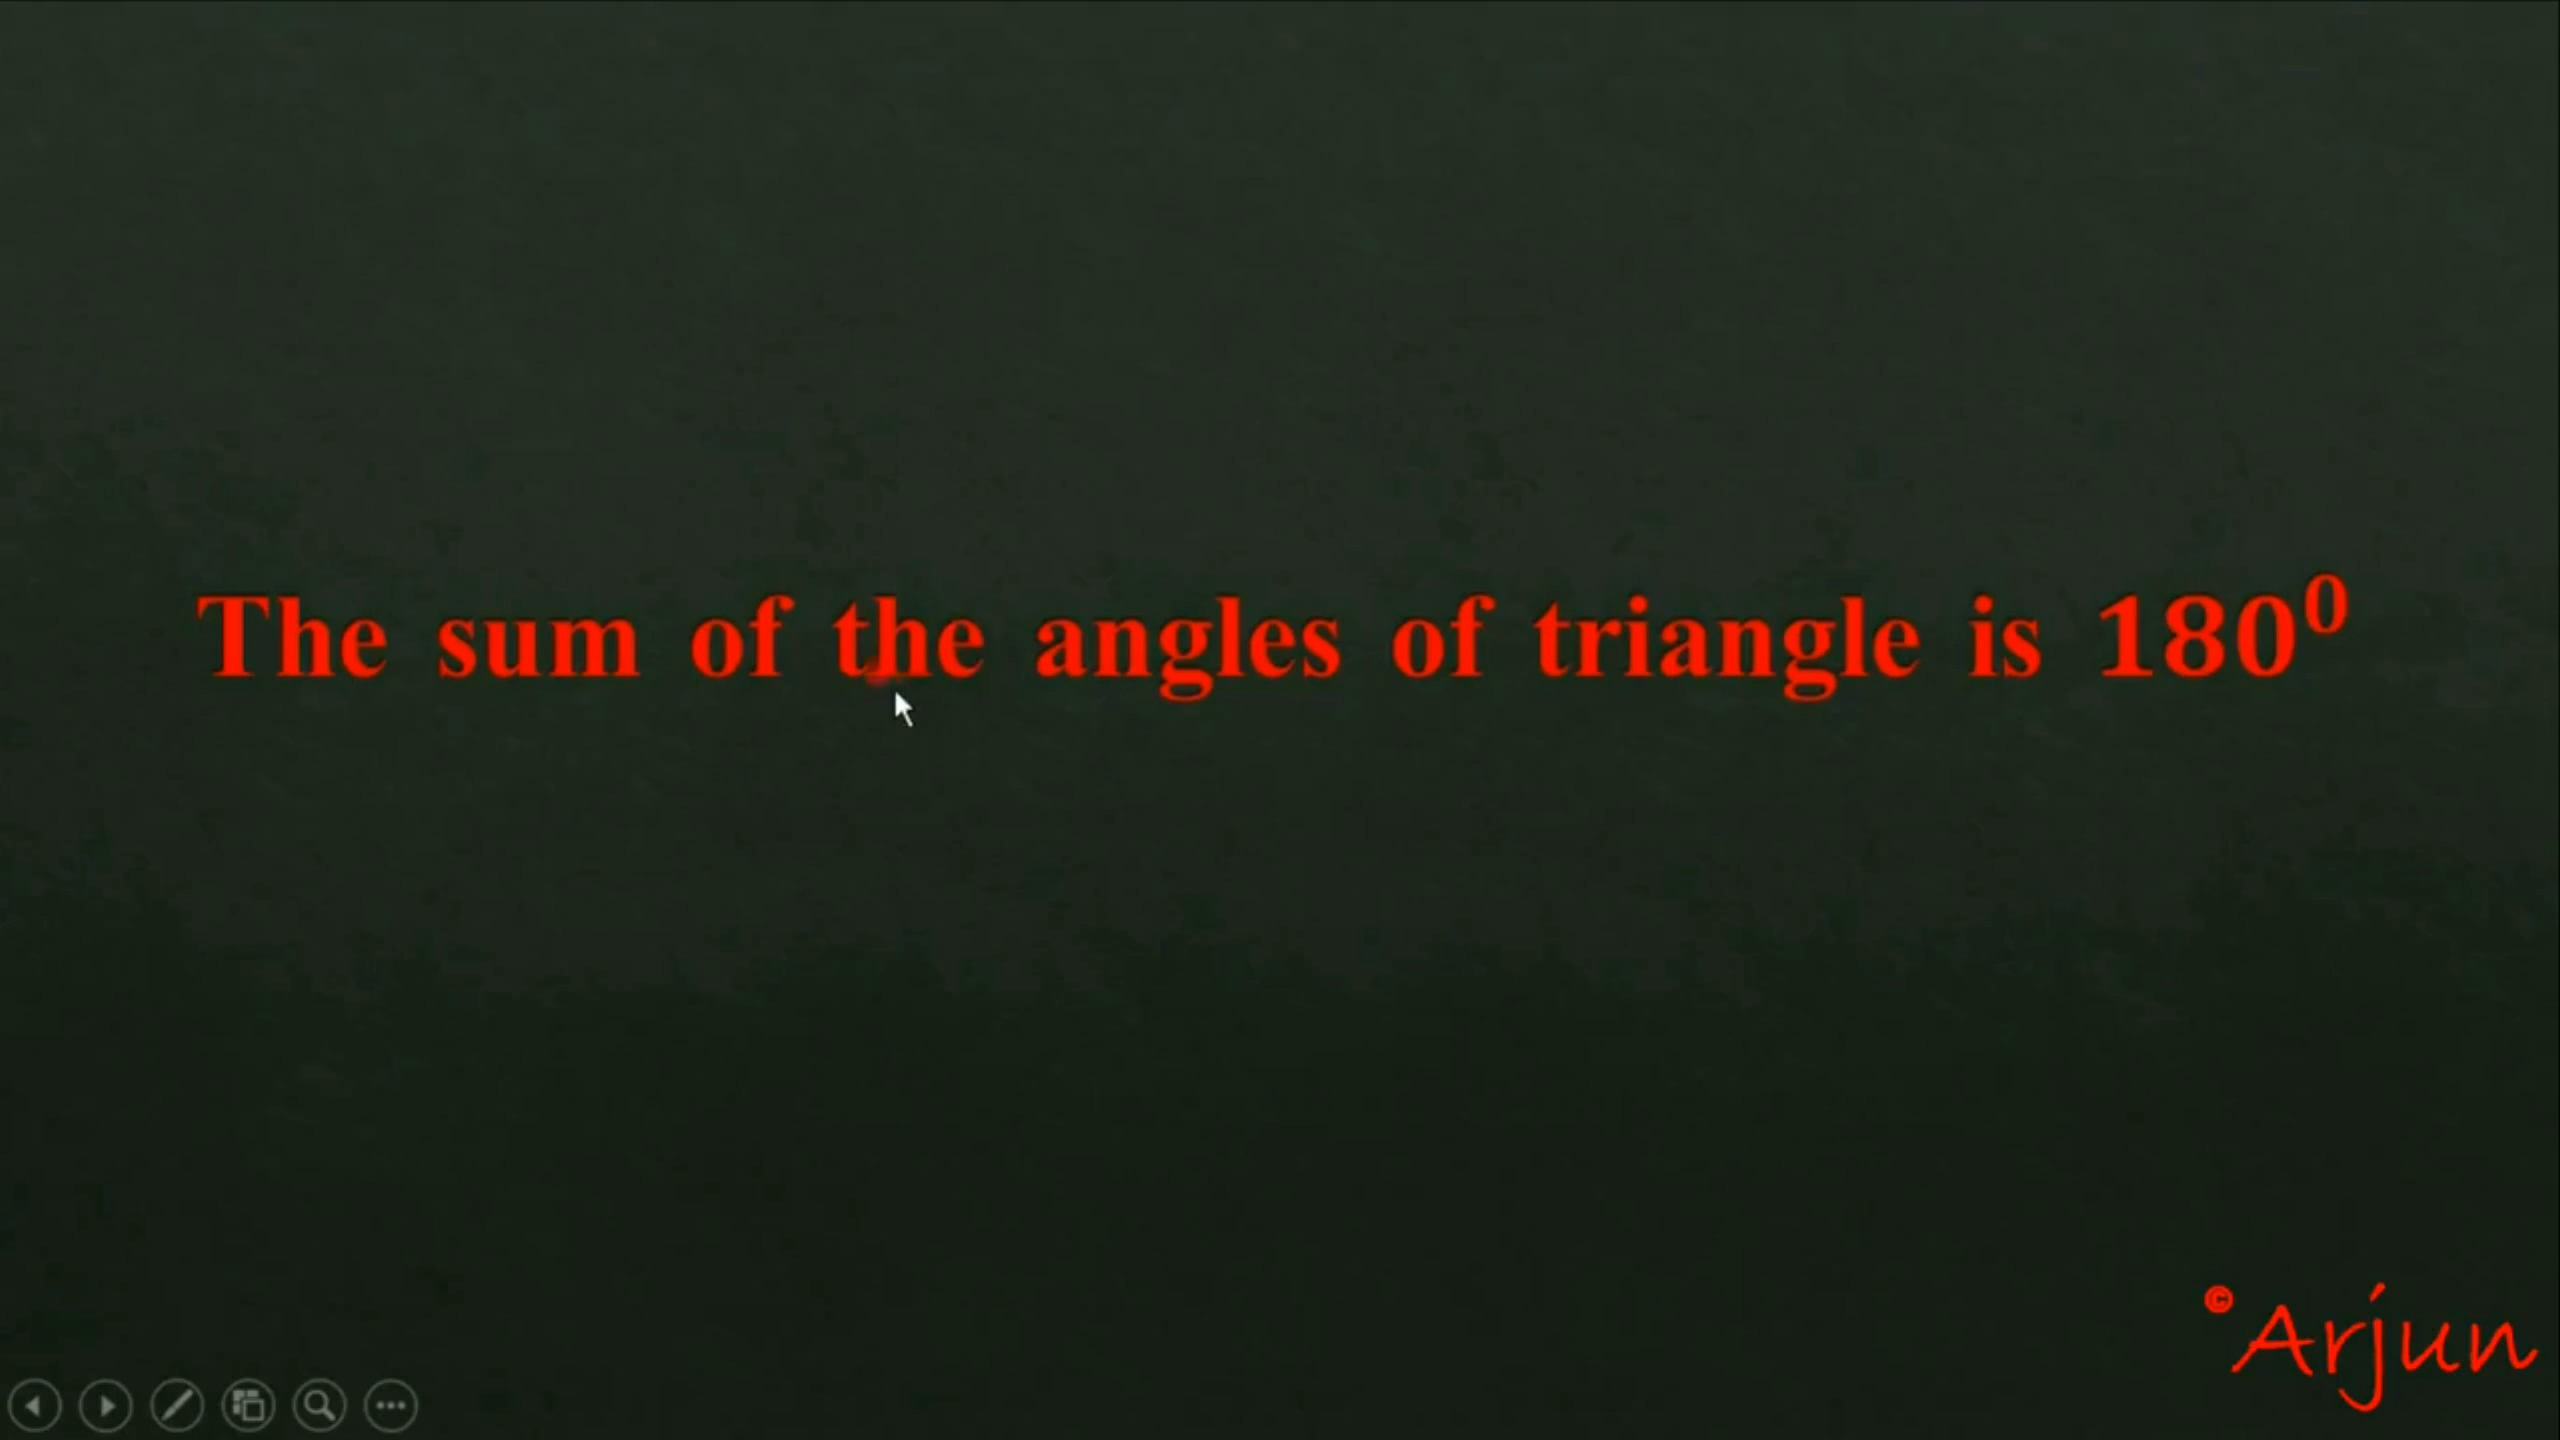 The sum of the angles of triangle is 180⁰
©Arjun